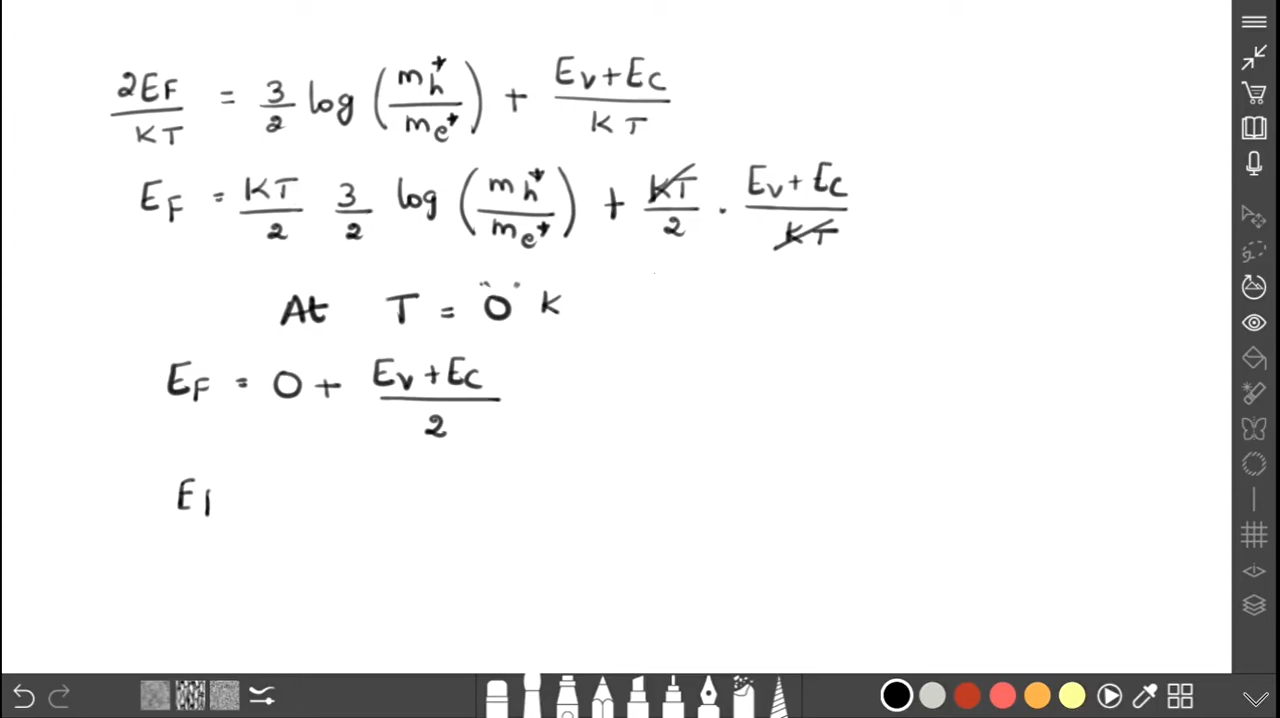 2EF/KT = 3/2 log (mh*/me*) + Ev+Ec/KT
EF = KT/2 3/2 log (mh*/me*) + KT/2 . Ev+Ec/KT
At T = 0° K
EF = 0 + Ev+Ec/2
E|